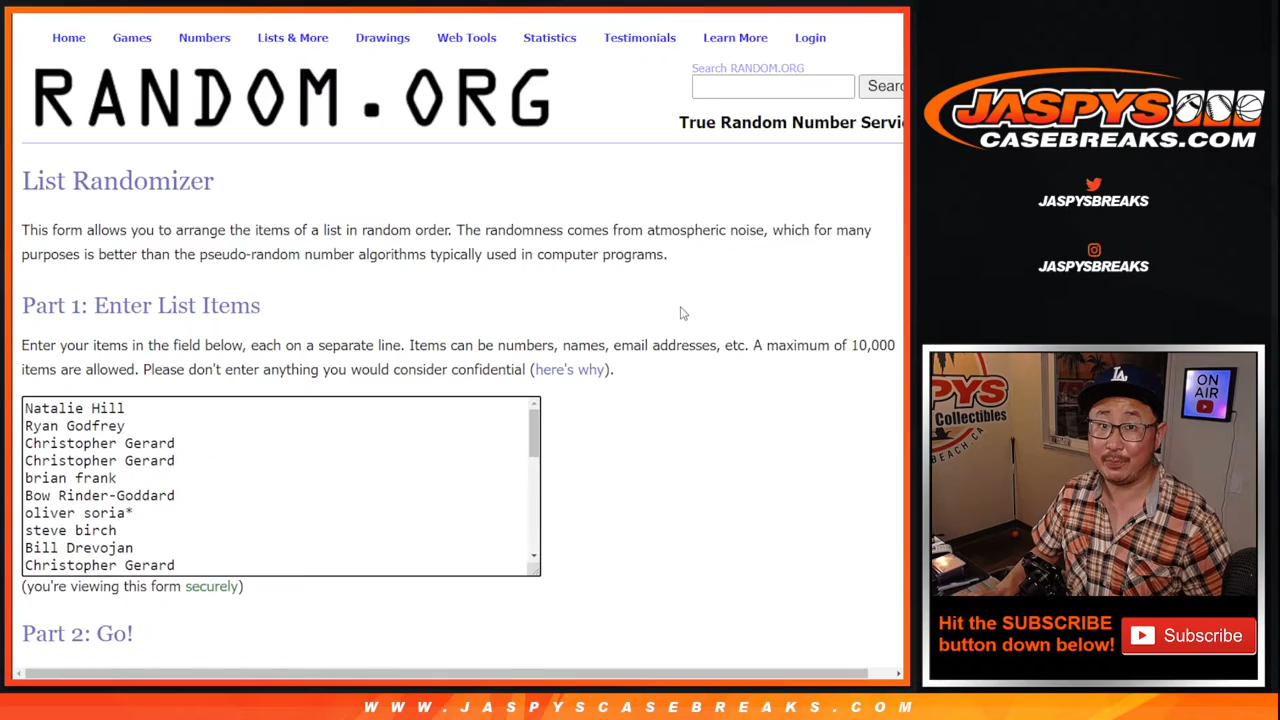 Home Games Numbers Lists & More Drawings Web Tools Statistics Testimonials Learn More Login
RANDOM.ORG
Search RANDOM.ORG
Searc
True Random Number Servi
List Randomizer
This form allows you to arrange the items of a list in random order. The randomness comes from atmospheric noise, which for many
purposes is better than the pseudo-random number algorithms typically used in computer programs.
Part 1: Enter List Items
Enter your items in the field below, each on a separate line. Items can be numbers, names, email addresses, etc. A maximum of 10,000
items are allowed. Please don't enter anything you would consider confidential (here's why).
Natalie Hill
Ryan Godfrey
Christopher Gerard
Christopher Gerard
brian frank
Bow Rinder-Goddard
oliver soria*
steve birch
Bill Drevojan
Christopher Gerard
(you're viewing this form securely)
Part 2: Go!
JASPYS
CASEBREAKS.COM
JASPYSBREAKS
JASPYSBREAKS
PYS
Collectibles
BEACH, CA
LA
ON
AIR
Hit the SUBSCRIBE
button down below!
Subscribe
WWW.JASPYSCASEBREAKS.COM